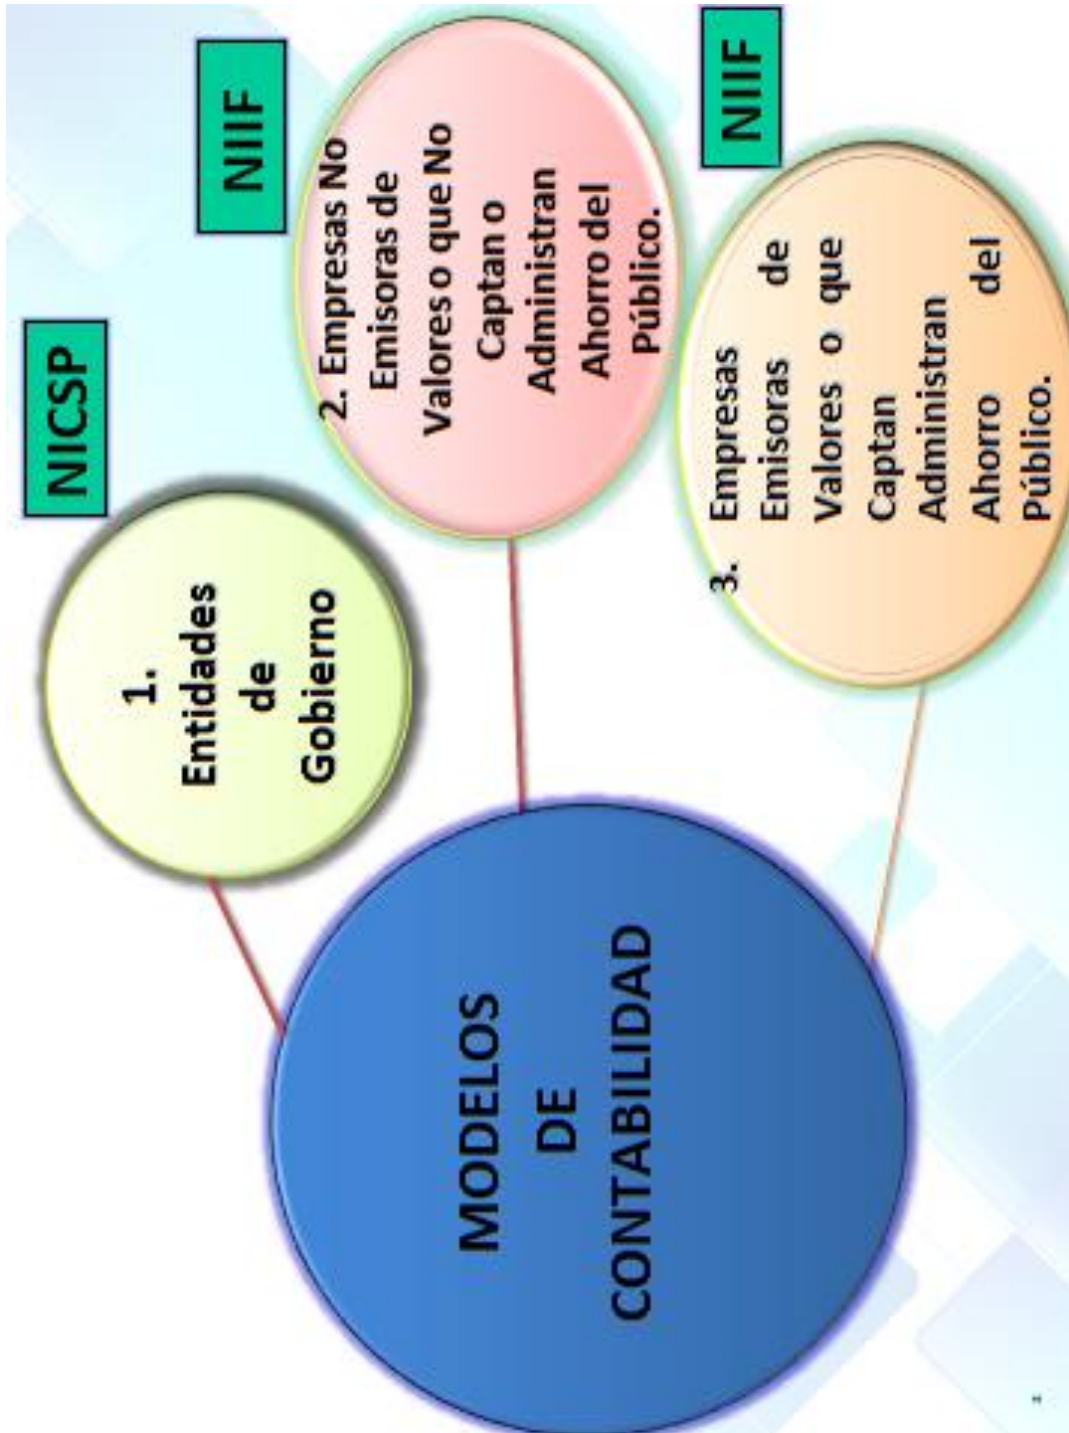 NICSP
1.
Entidades
de
Gobierno
NIIF
2. Empresas No
Emisoras de
Valores o que No
Captan o
Administran
Ahorro del
Público.
MODELOS
DE
CONTABILIDAD
NIIF
3. Empresas
Emisoras de
Valores o que
Captan
Administran
Ahorro del
Público.